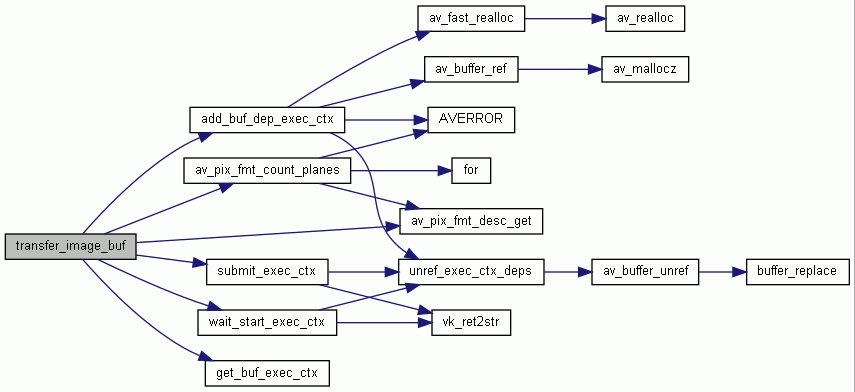 av_fast_realloc
av_realloc
av_buffer_ref
av_mallocz
add_buf_dep_exec_ctx
AVERROR
av_pix_fmt_count_planes
for
av_pix_fmt_desc_get
transfer_image_buf
submit_exec_ctx
unref_exec_ctx_deps
av_buffer_unref
buffer_replace
wait_start_exec_ctx
vk_ret2str
get_buf_exec_ctx